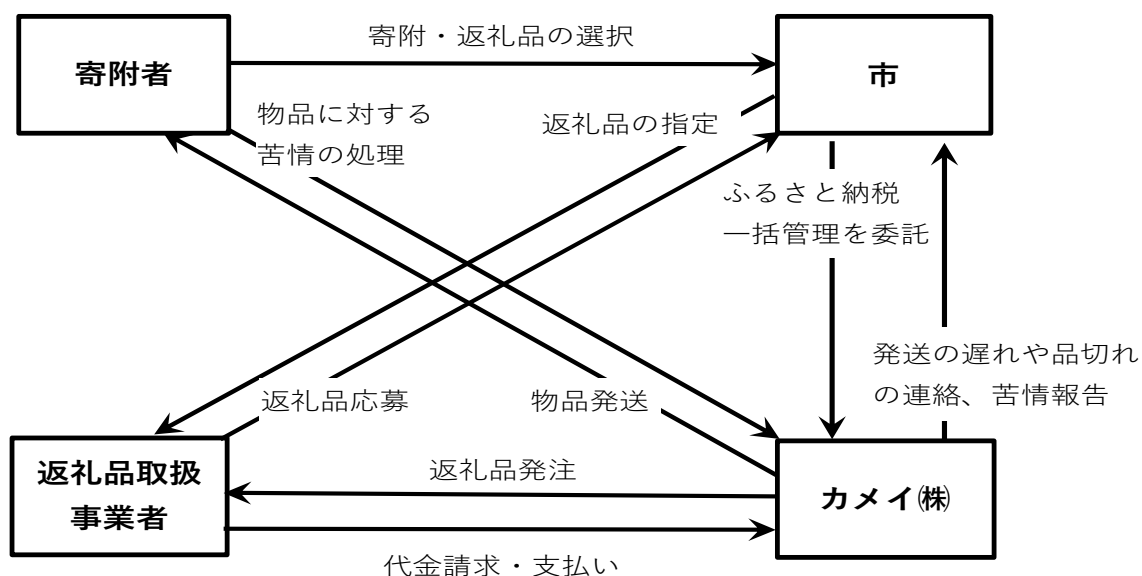 寄附・返礼品の選択
寄附者
市
物品に対する
苦情の処理
返礼品の指定
ふるさと納税
一括管理を委託
発送の遅れや品切れ
の連絡、苦情報告
返礼品応募
物品発送
返礼品取扱
事業者
返礼品発注
カメイ㈱
代金請求・支払い